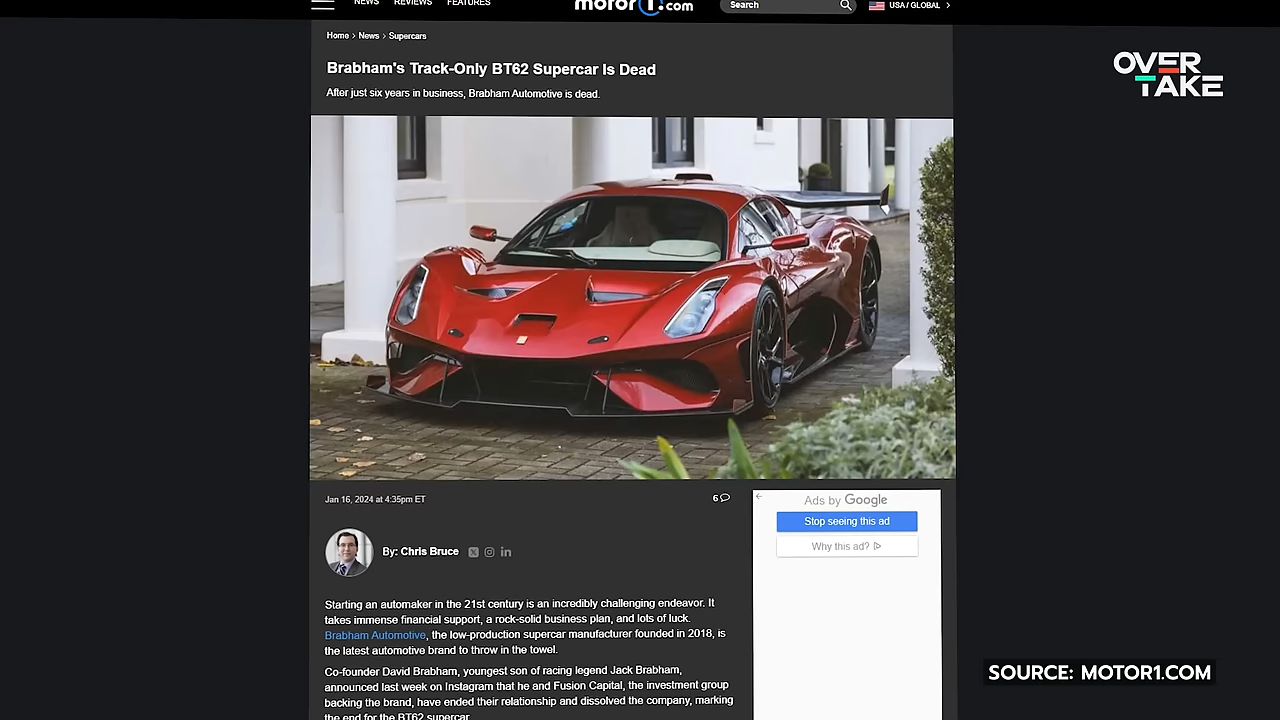 NEWS REVIEWS FEATURES
motor1.com
Search
USA / GLOBAL
OVER
TAKE
Home > News > Supercars
Brabham's Track-Only BT62 Supercar Is Dead
After just six years in business, Brabham Automotive is dead.
Jan 16, 2024 at 4:35pm ET
6
Ads by Google
Stop seeing this ad
Why this ad?
By: Chris Bruce
Starting an automaker in the 21st century is an incredibly challenging endeavor. It
takes immense financial support, a rock-solid business plan, and lots of luck.
Brabham Automotive, the low-production supercar manufacturer founded in 2018, is
the latest automotive brand to throw in the towel.
Co-founder David Brabham, youngest son of racing legend Jack Brabham,
announced last week on Instagram that he and Fusion Capital, the investment group
backing the brand, have ended their relationship and dissolved the company, marking
the end for the BT62 supercar.
SOURCE: MOTOR1.COM